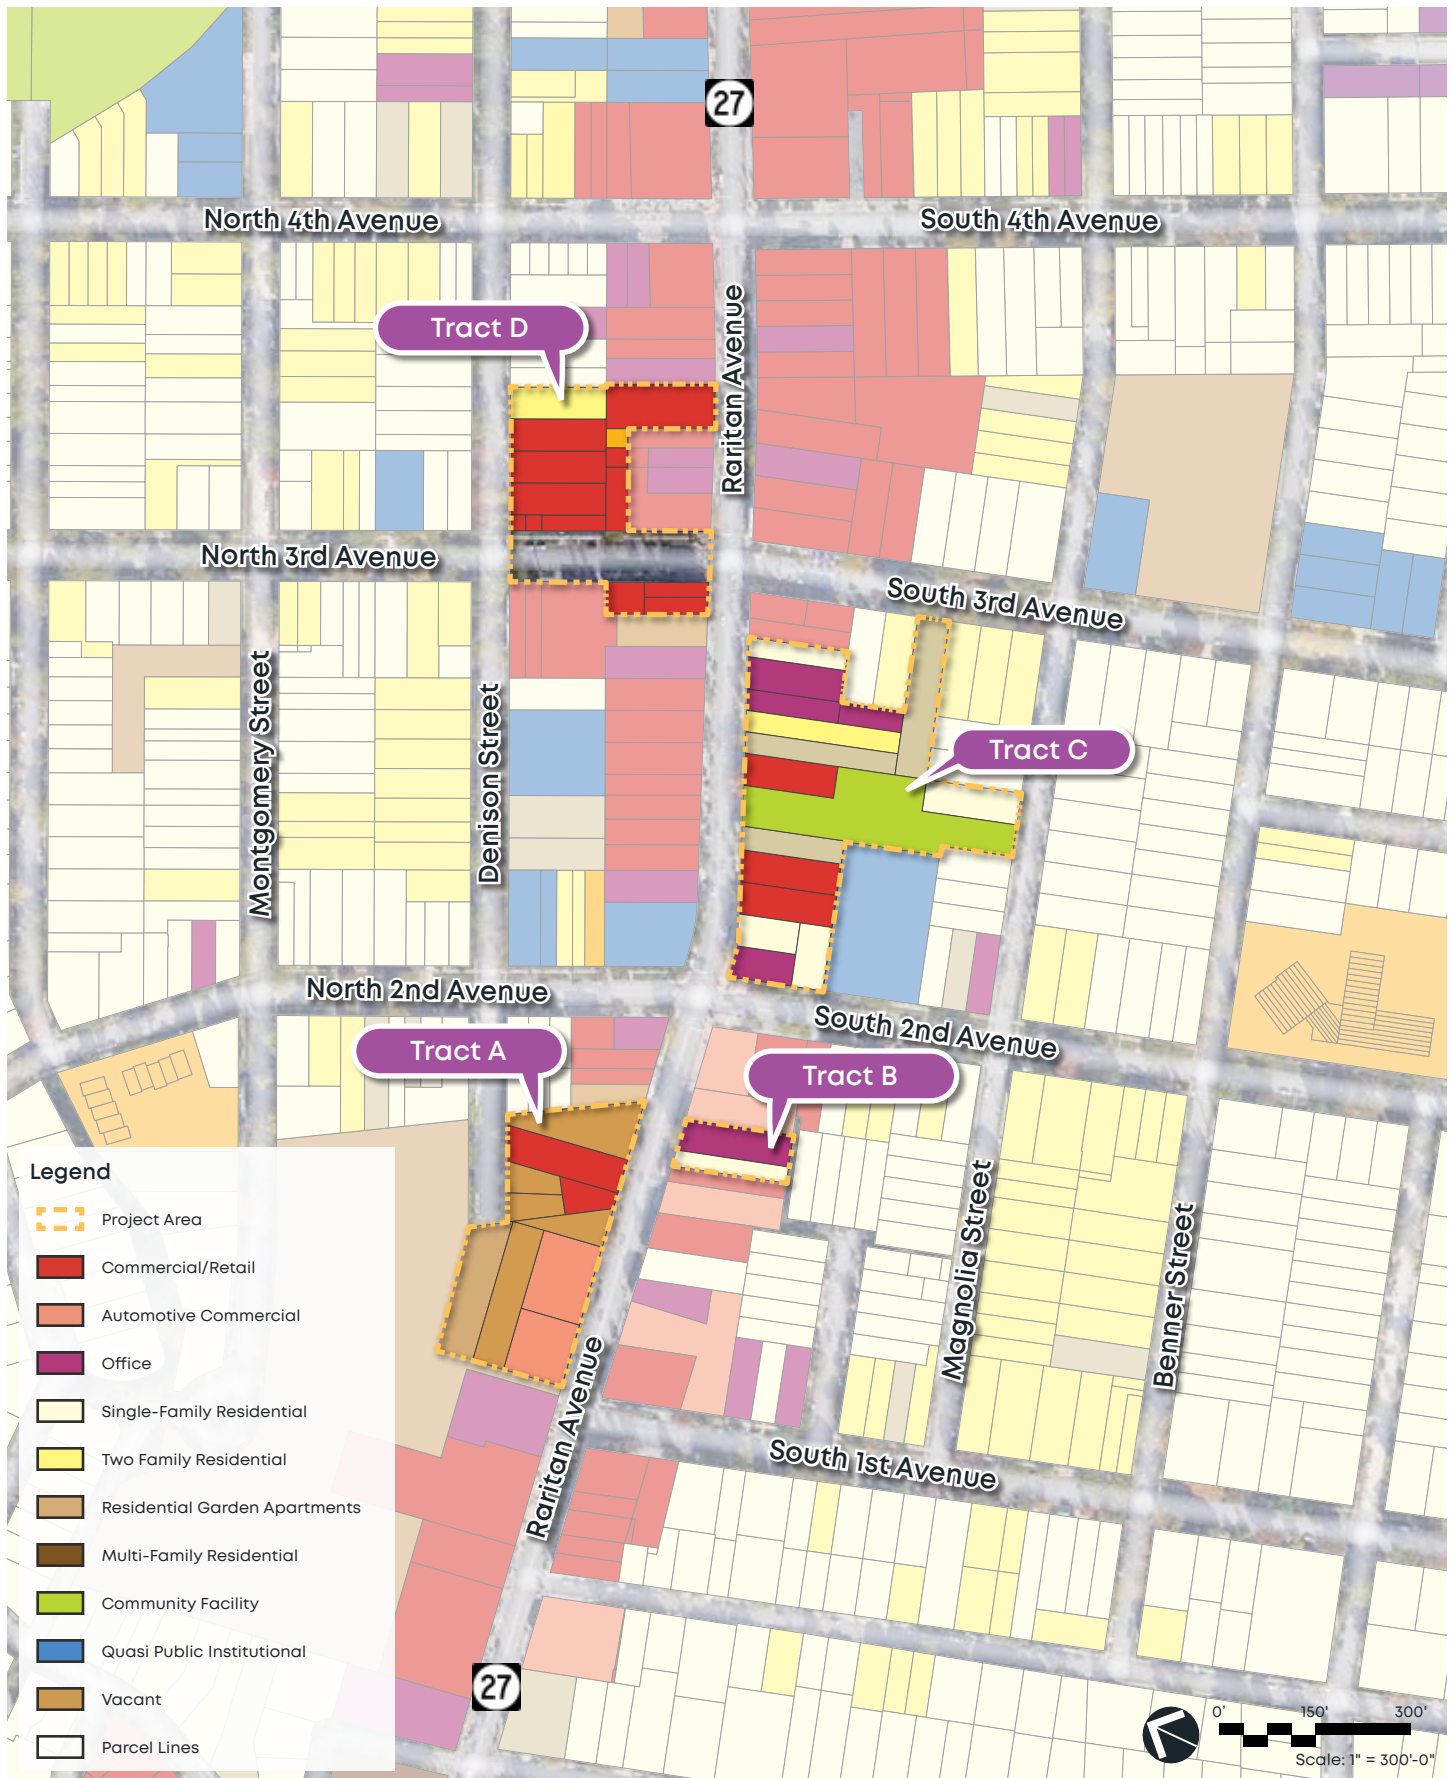 27
North 4th Avenue
South 4th Avenue
Tract D
Raritan Avenue
North 3rd Avenue
South 3rd Avenue
Montgomery Street
Denison Street
Tract C
North 2nd Avenue
South 2nd Avenue
Tract A
Tract B
Magnolia Street
Benner Street
Raritan Avenue
South 1st Avenue
27
Legend
Project Area
Commercial/Retail
Automotive Commercial
Office
Single-Family Residential
Two Family Residential
Residential Garden Apartments
Multi-Family Residential
Community Facility
Quasi Public Institutional
Vacant
Parcel Lines
0' 150' 300'
Scale: 1" = 300'-0"